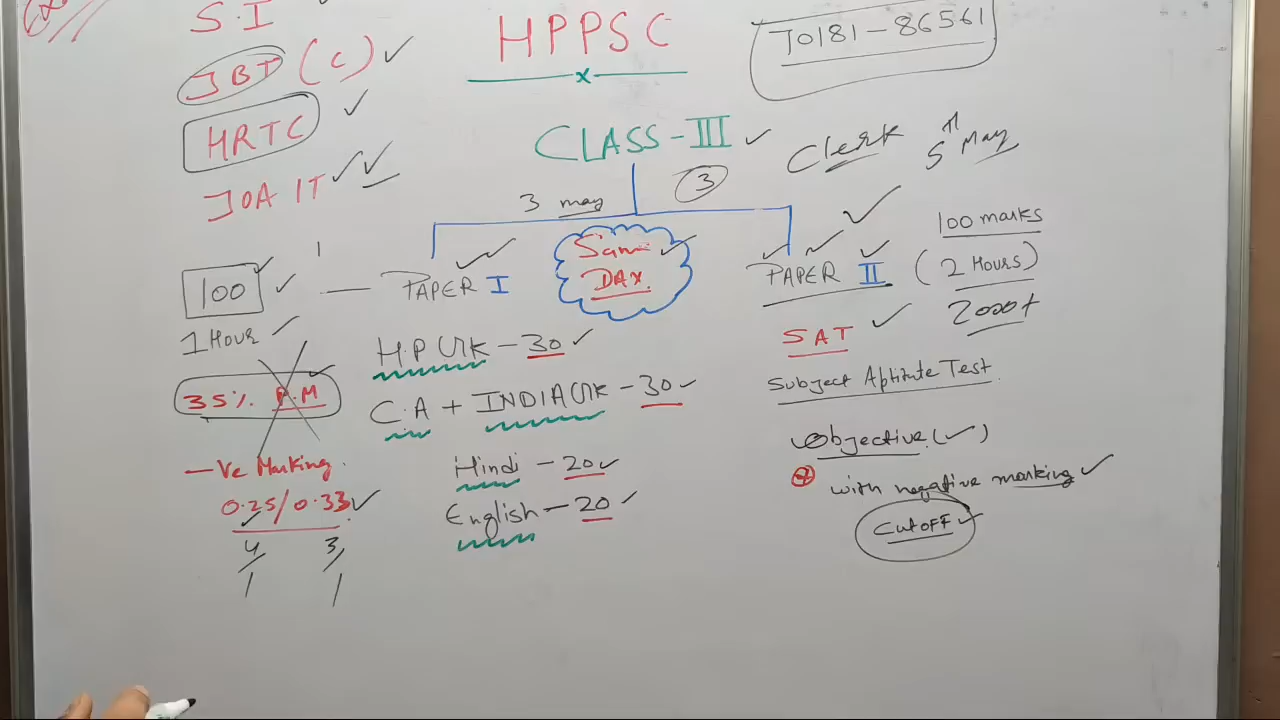 S.I
JBT (C)
HRTC
JOA IT
HPPSC
70181-86561
CLASS-III
Clerk 5 May
3 may
3
Same
DAY.
100
1 Hour
35% P.M
-Ve Marking.
0.25/0.33
4 3
1 1
PAPER I
H.P GK - 30
C.A + INDIA GK - 30
Hindi - 20
English - 20
PAPER II
100 marks
(2 Hours)
2000+
SAT
Subject Aptitute Test
Objective ( )
with negative marking
Cutoff